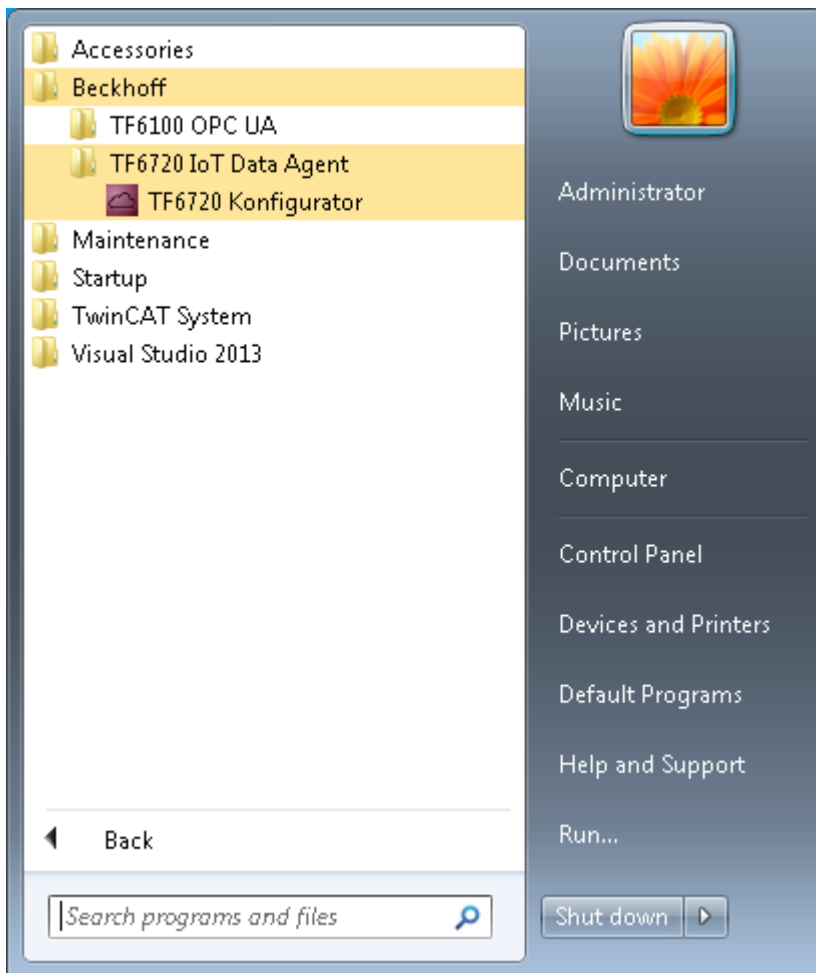 Accessories
Beckhoff
TF6100 OPC UA
TF6720 IoT Data Agent
TF6720 Konfigurator
Maintenance
Startup
TwinCAT System
Visual Studio 2013
Back
Search programs and files
Administrator
Documents
Pictures
Music
Computer
Control Panel
Devices and Printers
Default Programs
Help and Support
Run...
Shut down